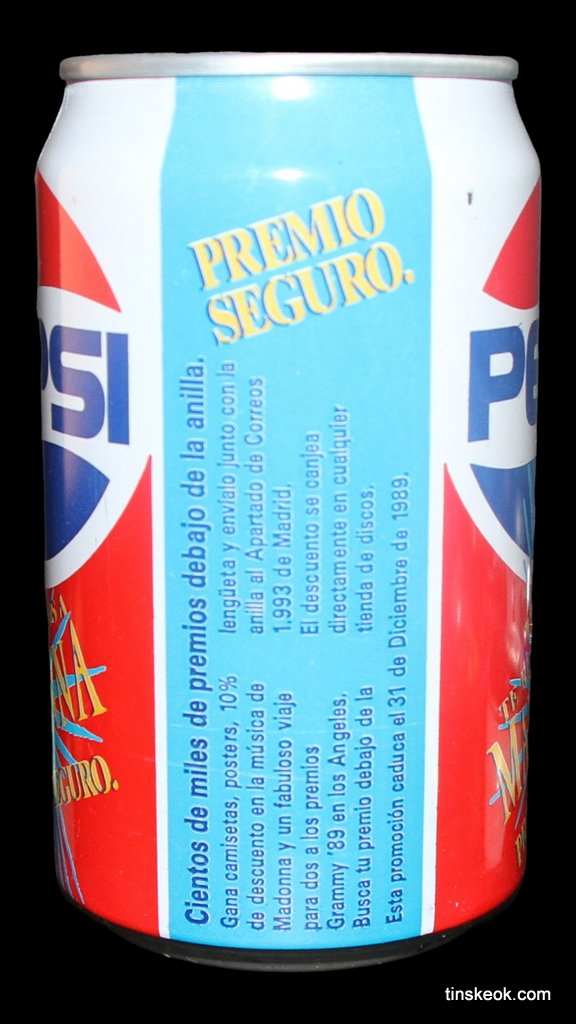 PREMIO
SEGURO.
Cientos de miles de premios debajo de la anilla.
Gana camisetas, posters, 10%
de descuento en la música de
Madonna y un fabuloso viaje
para dos a los premios
Grammy '89 en los Angeles.
Busca tu premio debajo de la
lengüeta y envíalo junto con la
anilla al Apartado de Correos
1.993 de Madrid.
El descuento se canjea
directamente en cualquier
tienda de discos.
Esta promoción caduca el 31 de Diciembre de 1989.
PSI
A
NA
GURO.
PE
TE
MA
P
tinskeok.com